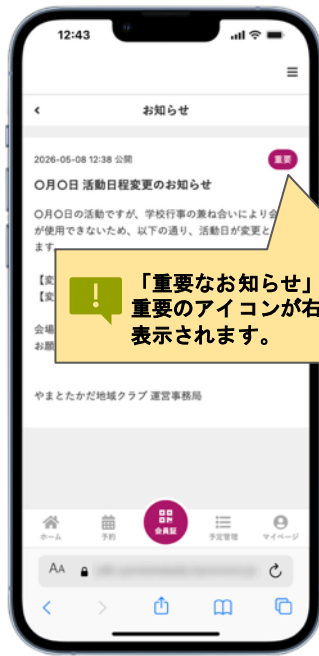 12:43
お知らせ
2026-05-08 12:38 公開
重要
〇月〇日 活動日程変更のお知らせ
〇月〇日の活動ですが、学校行事の兼ね合いにより会
が使用できないため、以下の通り、活動日が変更と
ます
【変
【変
「重要なお知らせ」
重要のアイコンが右
表示されます。
会場
お願
やまとたかだ地域クラブ 運営事務局
ホーム
予約
会員証
予定管理
マイページ
AA